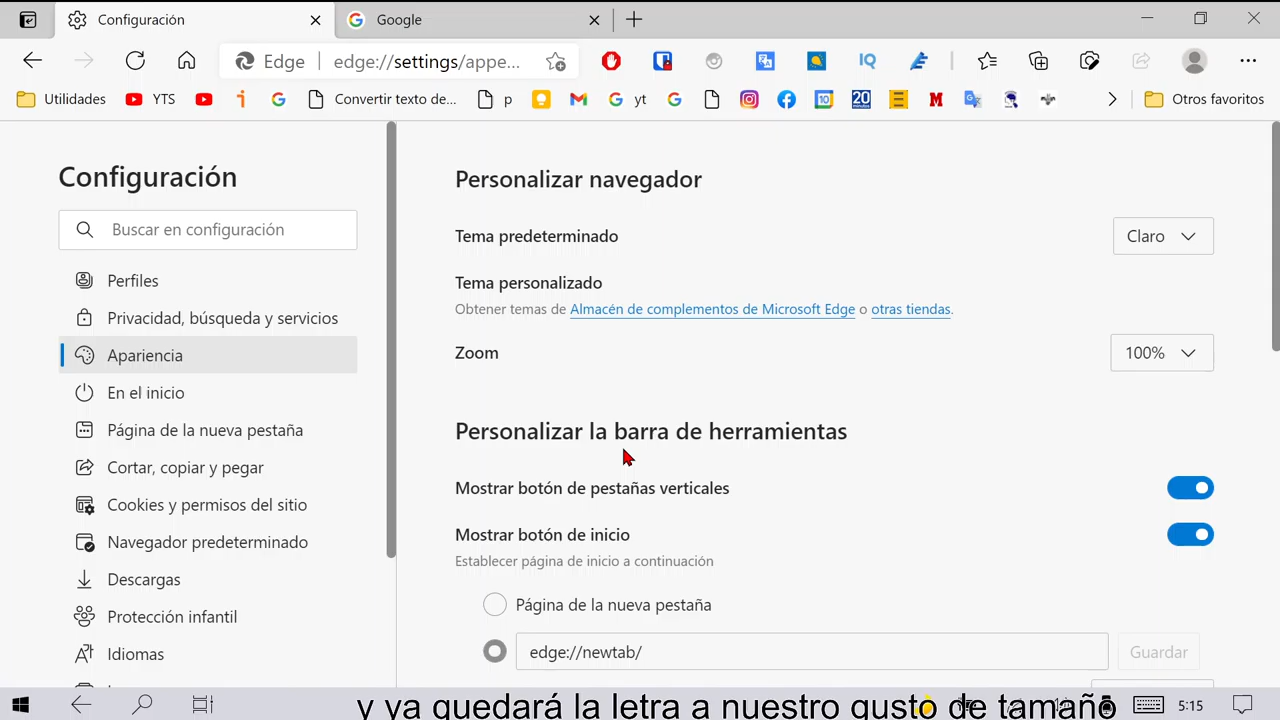 Configuración
Google
Edge
edge://settings/appe...
Utilidades
YTS
Convertir texto de...
p
yt
Otros favoritos
Configuración
Buscar en configuración
Perfiles
Privacidad, búsqueda y servicios
Apariencia
En el inicio
Página de la nueva pestaña
Cortar, copiar y pegar
Cookies y permisos del sitio
Navegador predeterminado
Descargas
Protección infantil
Idiomas
Personalizar navegador
Tema predeterminado
Claro
Tema personalizado
Obtener temas de Almacén de complementos de Microsoft Edge o otras tiendas.
Zoom
100%
Personalizar la barra de herramientas
Mostrar botón de pestañas verticales
Mostrar botón de inicio
Establecer página de inicio a continuación
Página de la nueva pestaña
edge://newtab/
Guardar
y ya quedará la letra a nuestro gusto de tamaño
5:15